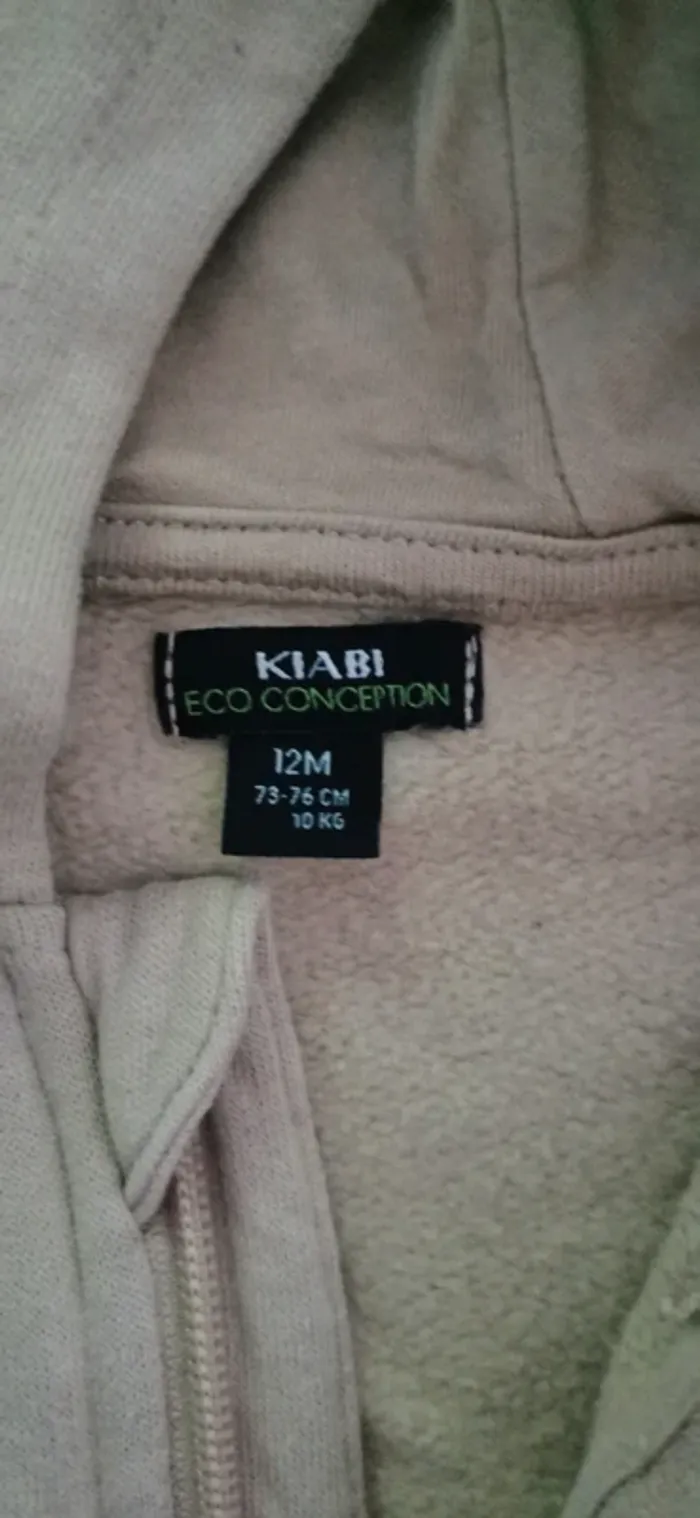 KIABI
ECO CONCEPTION
12M
73-76 CM
10 KG